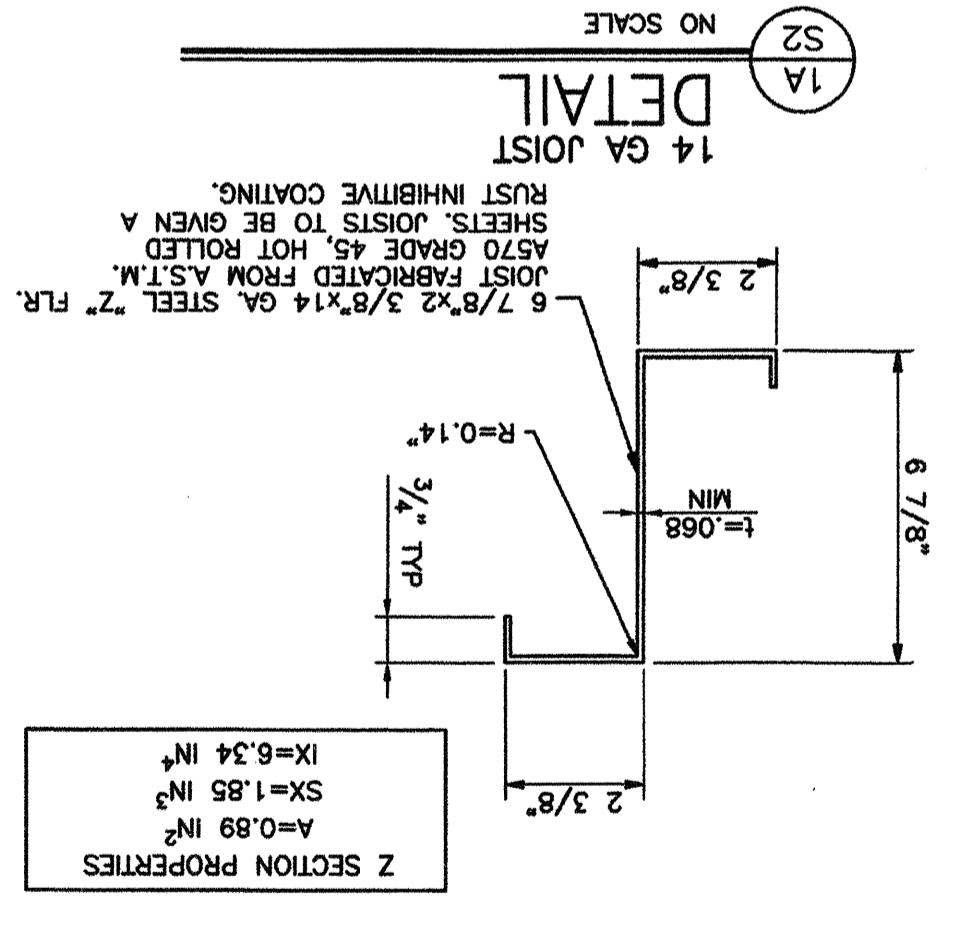 Z SECTION PROPERTIES
A=0.89 IN²
SX=1.85 IN³
IX=6.34 IN⁴
2 3/8"
3/4" TYP
6 7/8"
t=.068
MIN
R=0.14"
2 3/8"
6 7/8"x2 3/8"x14 GA. STEEL "Z" FLR.
JOIST FABRICATED FROM A.S.T.M.
A570 GRADE 45, HOT ROLLED
SHEETS. JOISTS TO BE GIVEN A
RUST INHIBITIVE COATING.
14 GA JOIST
DETAIL
1A
S2
NO SCALE